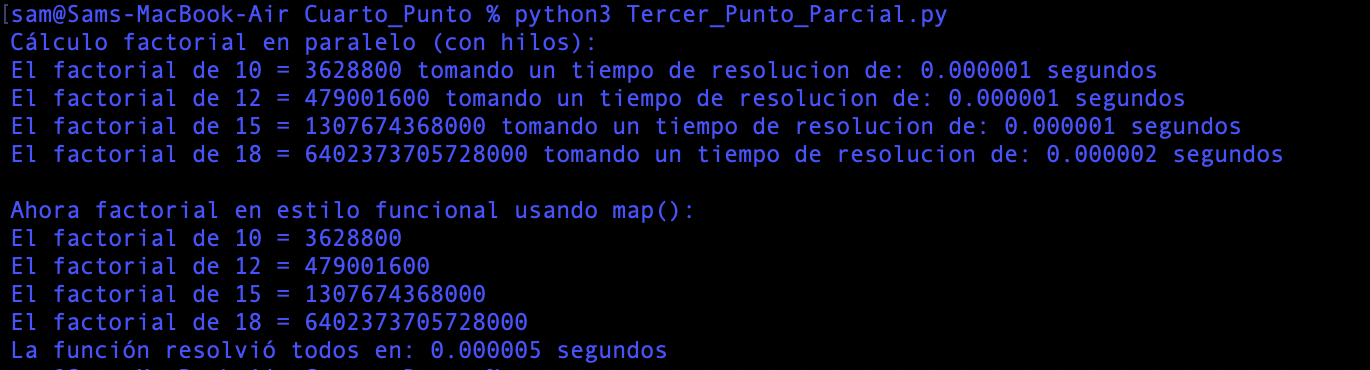 [sam@Sams-MacBook-Air Cuarto_Punto % python3 Tercer_Punto_Parcial.py
Cálculo factorial en paralelo (con hilos):
El factorial de 10 = 3628800 tomando un tiempo de resolucion de: 0.000001 segundos
El factorial de 12 = 479001600 tomando un tiempo de resolucion de: 0.000001 segundos
El factorial de 15 = 1307674368000 tomando un tiempo de resolucion de: 0.000001 segundos
El factorial de 18 = 6402373705728000 tomando un tiempo de resolucion de: 0.000002 segundos
Ahora factorial en estilo funcional usando map():
El factorial de 10 = 3628800
El factorial de 12 = 479001600
El factorial de 15 = 1307674368000
El factorial de 18 = 6402373705728000
La función resolvió todos en: 0.000005 segundos